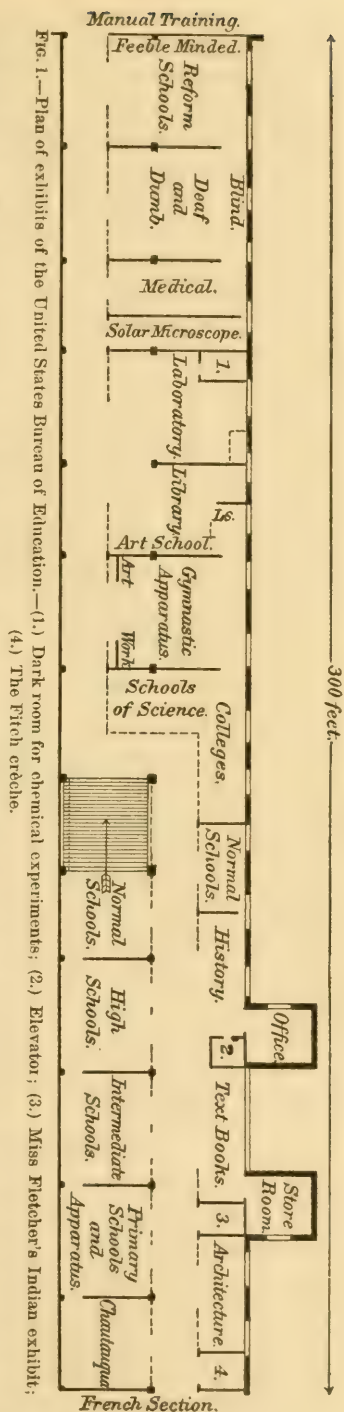 300 feet.
Manual Training.
Feeble Minded.
Reform
Schools.
Blind.
Deaf
and
Dumb.
Medical.
Solar Microscope.
1.
Laboratory.
Library.
Ls.
Art School.
Art Work
Gymnastic
Apparatus.
Schools
of Science.
Colleges.
Normal
Schools.
History.
Office.
2.
Text Books.
Store
Room.
3.
Architecture.
4.
Normal
Schools.
High
Schools.
Intermediate
Schools.
Primary
Schools
and
Apparatus.
Chautauqua
French Section.
FIG. 1.—Plan of exhibits of the United States Bureau of Education.—(1.) Dark room for chemical experiments; (2.) Elevator; (3.) Miss Fletcher's Indian exhibit;
(4.) The Fitch crèche.